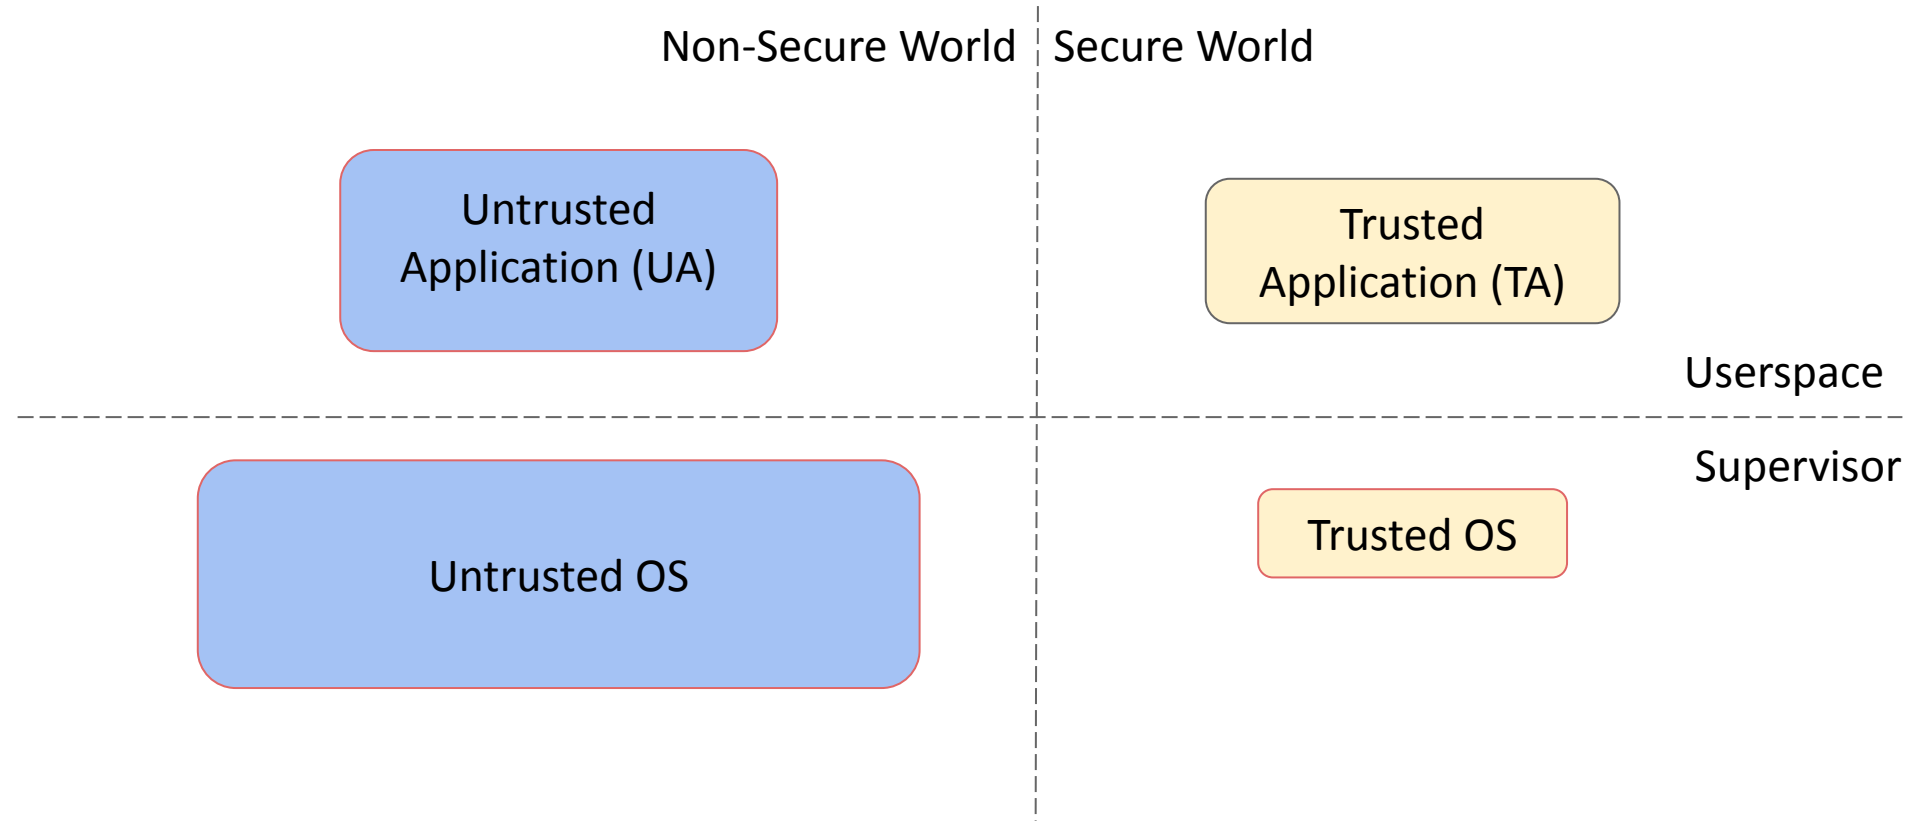 Non-Secure World
Secure World
Untrusted
Application (UA)
Trusted
Application (TA)
Userspace
Supervisor
Untrusted OS
Trusted OS